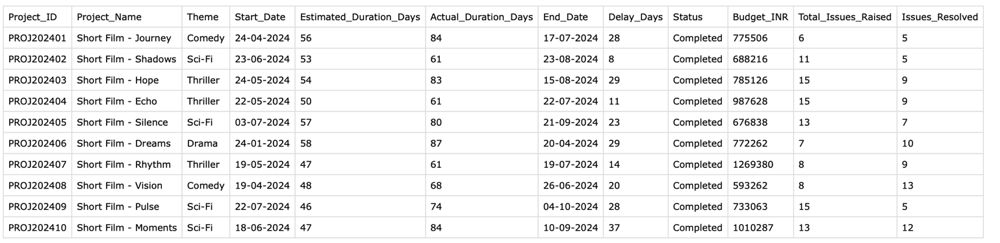 Project_ID Project_Name Theme Start_Date Estimated_Duration_Days Actual_Duration_Days End_Date Delay_Days Status Budget_INR Total_Issues_Raised Issues_Resolved
PROJ202401 Short Film - Journey Comedy 24-04-2024 56 84 17-07-2024 28 Completed 775506 6 5
PROJ202402 Short Film - Shadows Sci-Fi 23-06-2024 53 61 23-08-2024 8 Completed 688216 11 5
PROJ202403 Short Film - Hope Thriller 24-05-2024 54 83 15-08-2024 29 Completed 785126 15 9
PROJ202404 Short Film - Echo Thriller 22-05-2024 50 61 22-07-2024 11 Completed 987628 15 9
PROJ202405 Short Film - Silence Sci-Fi 03-07-2024 57 80 21-09-2024 23 Completed 676838 13 7
PROJ202406 Short Film - Dreams Drama 24-01-2024 58 87 20-04-2024 29 Completed 772262 7 10
PROJ202407 Short Film - Rhythm Thriller 19-05-2024 47 61 19-07-2024 14 Completed 1269380 8 9
PROJ202408 Short Film - Vision Comedy 19-04-2024 48 68 26-06-2024 20 Completed 593262 8 13
PROJ202409 Short Film - Pulse Sci-Fi 22-07-2024 46 74 04-10-2024 28 Completed 733063 15 5
PROJ202410 Short Film - Moments Sci-Fi 18-06-2024 47 84 10-09-2024 37 Completed 1010287 13 12